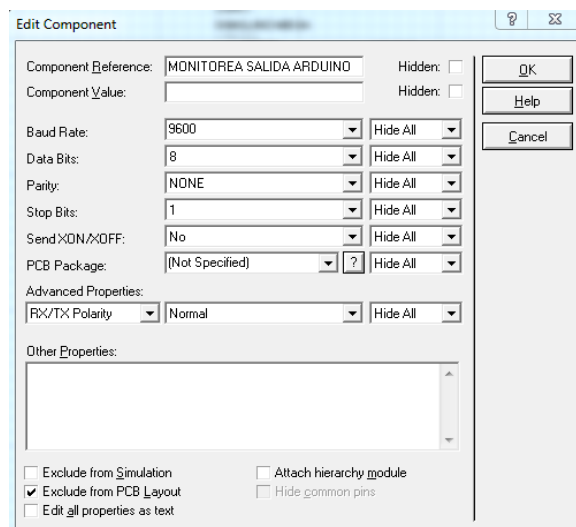 Edit Component
Component Reference: MONITOREA SALIDA ARDUINO Hidden:
Component Value: Hidden:
Baud Rate: 9600 Hide All
Data Bits: 8 Hide All
Parity: NONE Hide All
Stop Bits: 1 Hide All
Send XON/XOFF: No Hide All
PCB Package: (Not Specified) ? Hide All
Advanced Properties:
RX/TX Polarity Normal Hide All
Other Properties:
Exclude from Simulation Attach hierarchy module
Exclude from PCB Layout Hide common pins
Edit all properties as text
OK
Help
Cancel